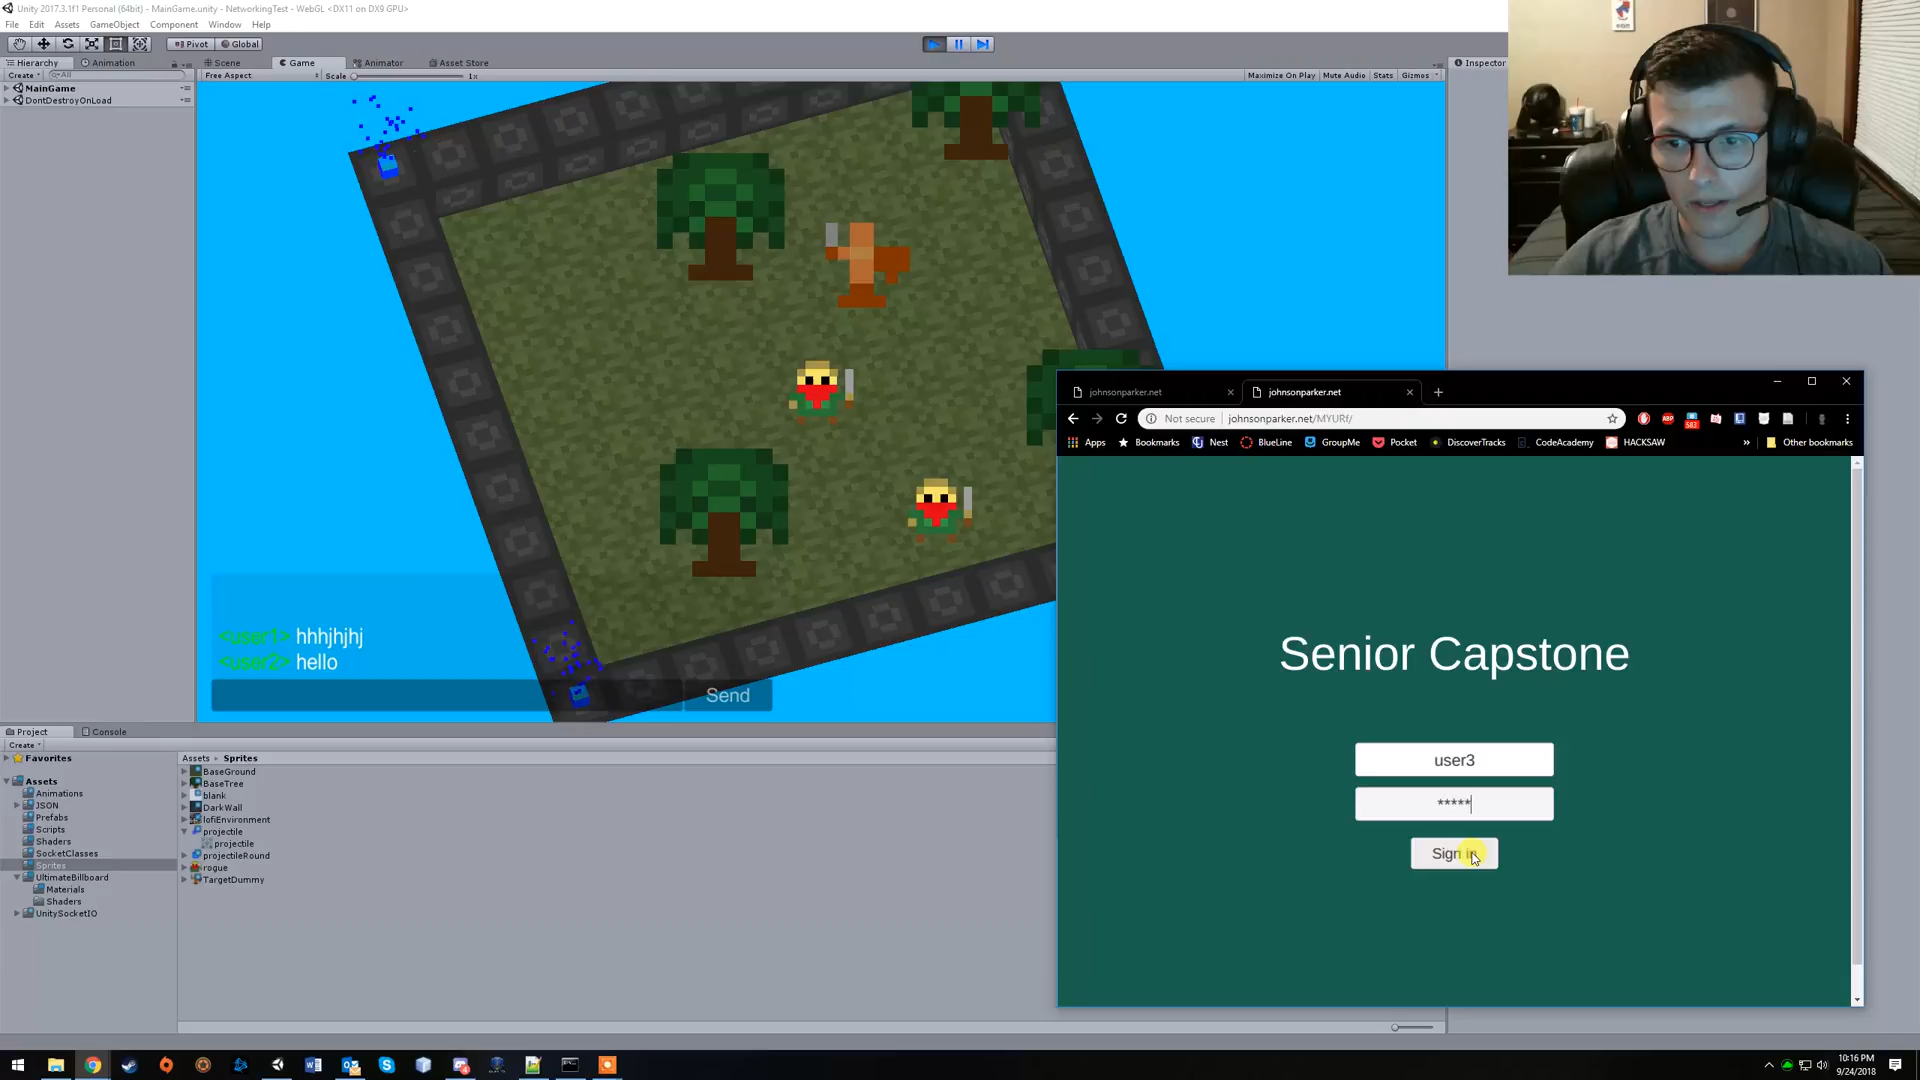 Unity 2017.3.1f1 Personal (64bit) - MainGame.unity - NetworkingTest - WebGL <DX11 on DX9 GPU>
File Edit Assets GameObject Component Window Help
Pivot Global
Hierarchy Animation Scene Game Animator Asset Store Inspector
Create All Free Aspect Scale 1x Maximize On Play Mute Audio Stats Gizmos
MainGame
DontDestroyOnLoad
<user1> hhhjhjhj
<user2> hello
Send
johnsonparker.net johnsonparker.net
Not secure johnsonparker.net/MYURf/
583
Apps Bookmarks Nest BlueLine GroupMe Pocket DiscoverTracks CodeAcademy HACKSAW » Other bookmarks
Senior Capstone
user3
*****
Sign in
Project Console
Create
Favorites
Assets
Animations
JSON
Prefabs
Scripts
Shaders
SocketClasses
Sprites
UltimateBillboard
Materials
Shaders
UnitySocketIO
Assets Sprites
BaseGround
BaseTree
blank
DarkWall
lofiEnvironment
projectile
projectile
projectileRound
rogue
TargetDummy
10:16 PM
9/24/2018